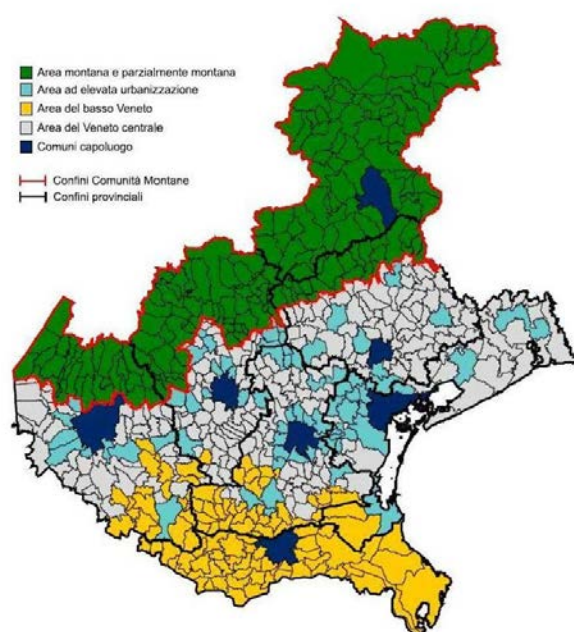 Area montana e parzialmente montana
Area ad elevata urbanizzazione
Area del basso Veneto
Area del Veneto centrale
Comuni capoluogo
Confini Comunità Montane
Confini provinciali